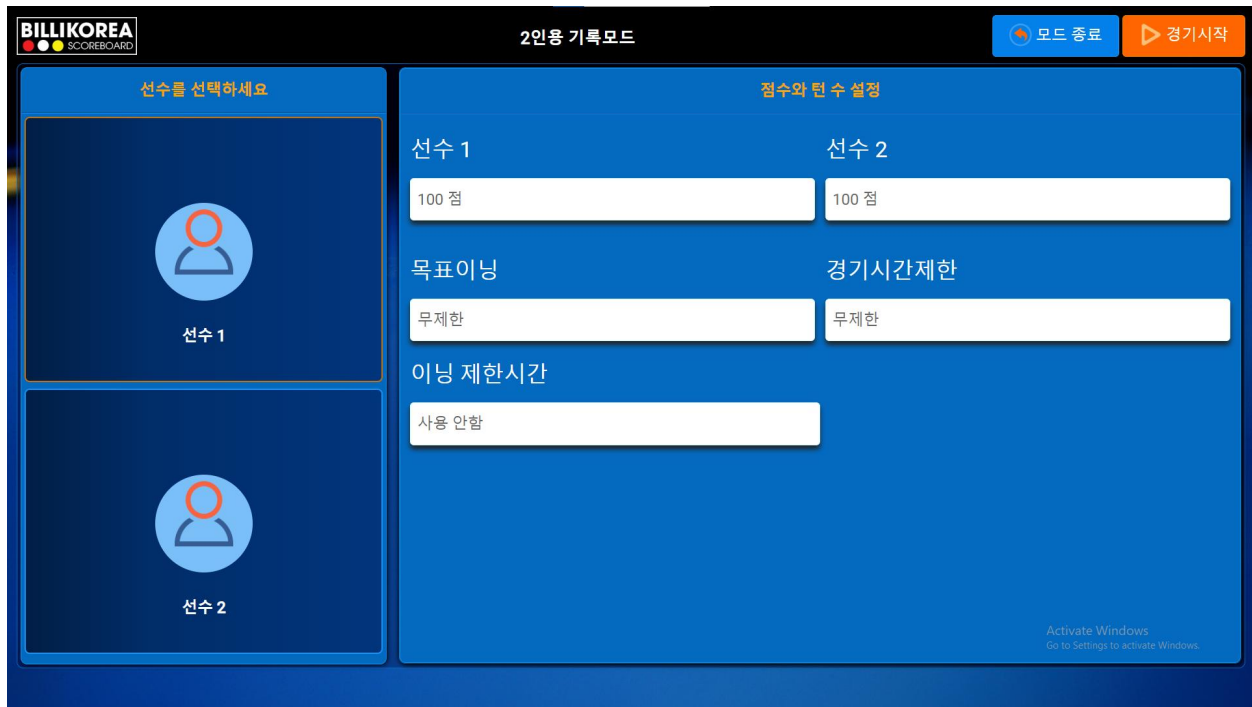 BILLIKOREA
SCOREBOARD
2인용 기록모드
모드 종료
경기시작
선수를 선택하세요
선수 1
선수 2
점수와 턴 수 설정
선수 1
선수 2
100 점
100 점
목표이닝
경기시간제한
무제한
무제한
이닝 제한시간
사용 안함
Activate Windows
Go to Settings to activate Windows.